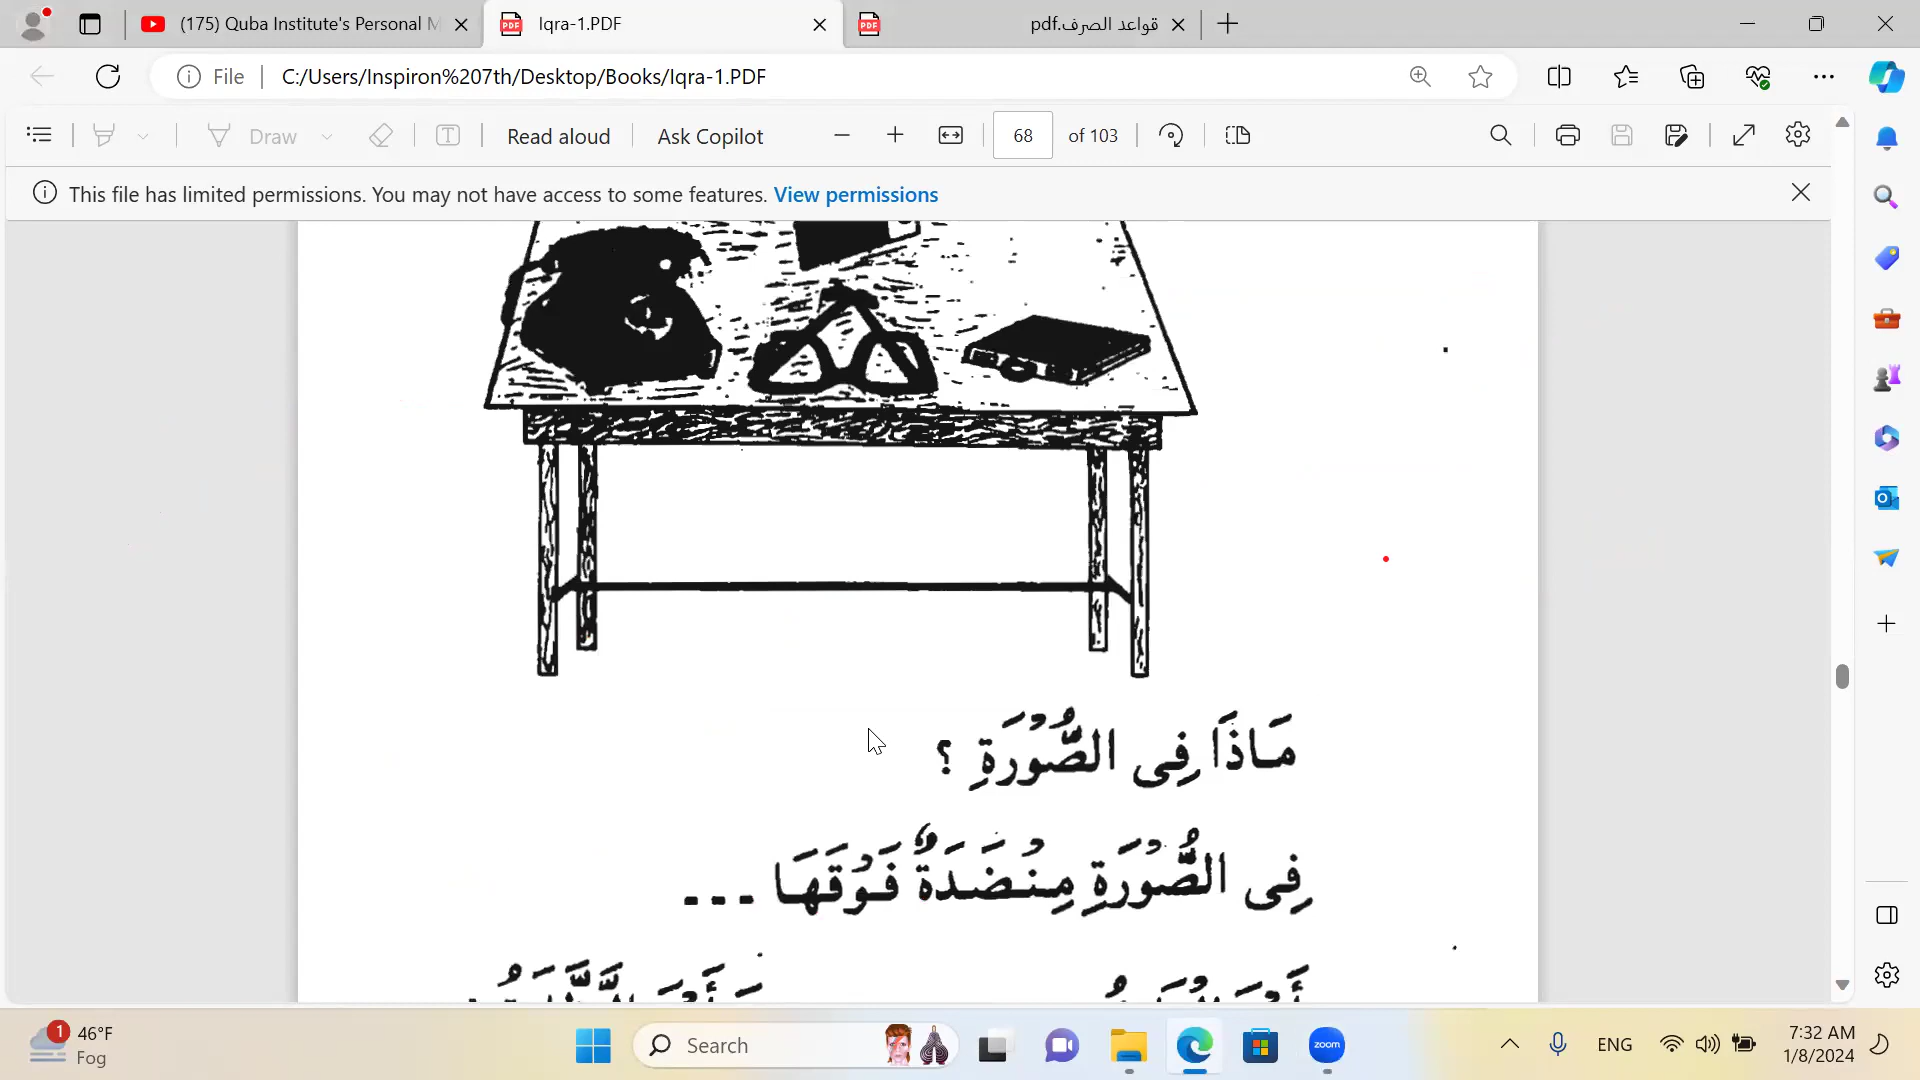 (175) Quba Institute's Personal M
Iqra-1.PDF
قواعد الصرف.pdf
File
C:/Users/Inspiron%207th/Desktop/Books/Iqra-1.PDF
Draw
Read aloud
Ask Copilot
68 of 103
This file has limited permissions. You may not have access to some features. View permissions
مَاذَا فِى الصُّوْرَةِ ؟
فِى الصُّوْرَةِ مِنْضَدَةٌ فَوْقَهَا ---
1
46°F
Fog
Search
zoom
ENG
7:32 AM
1/8/2024